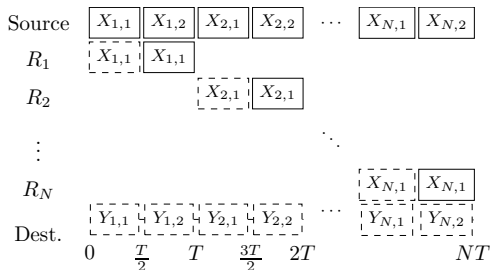 Source X_{1,1} X_{1,2} X_{2,1} X_{2,2} ⋯ X_{N,1} X_{N,2}
R_1 X_{1,1} X_{1,1}
R_2 X_{2,1} X_{2,1}
⋮ ⋱
R_N X_{N,1} X_{N,1}
Dest. Y_{1,1} Y_{1,2} Y_{2,1} Y_{2,2} ⋯ Y_{N,1} Y_{N,2}
0 T/2 T 3T/2 2T NT